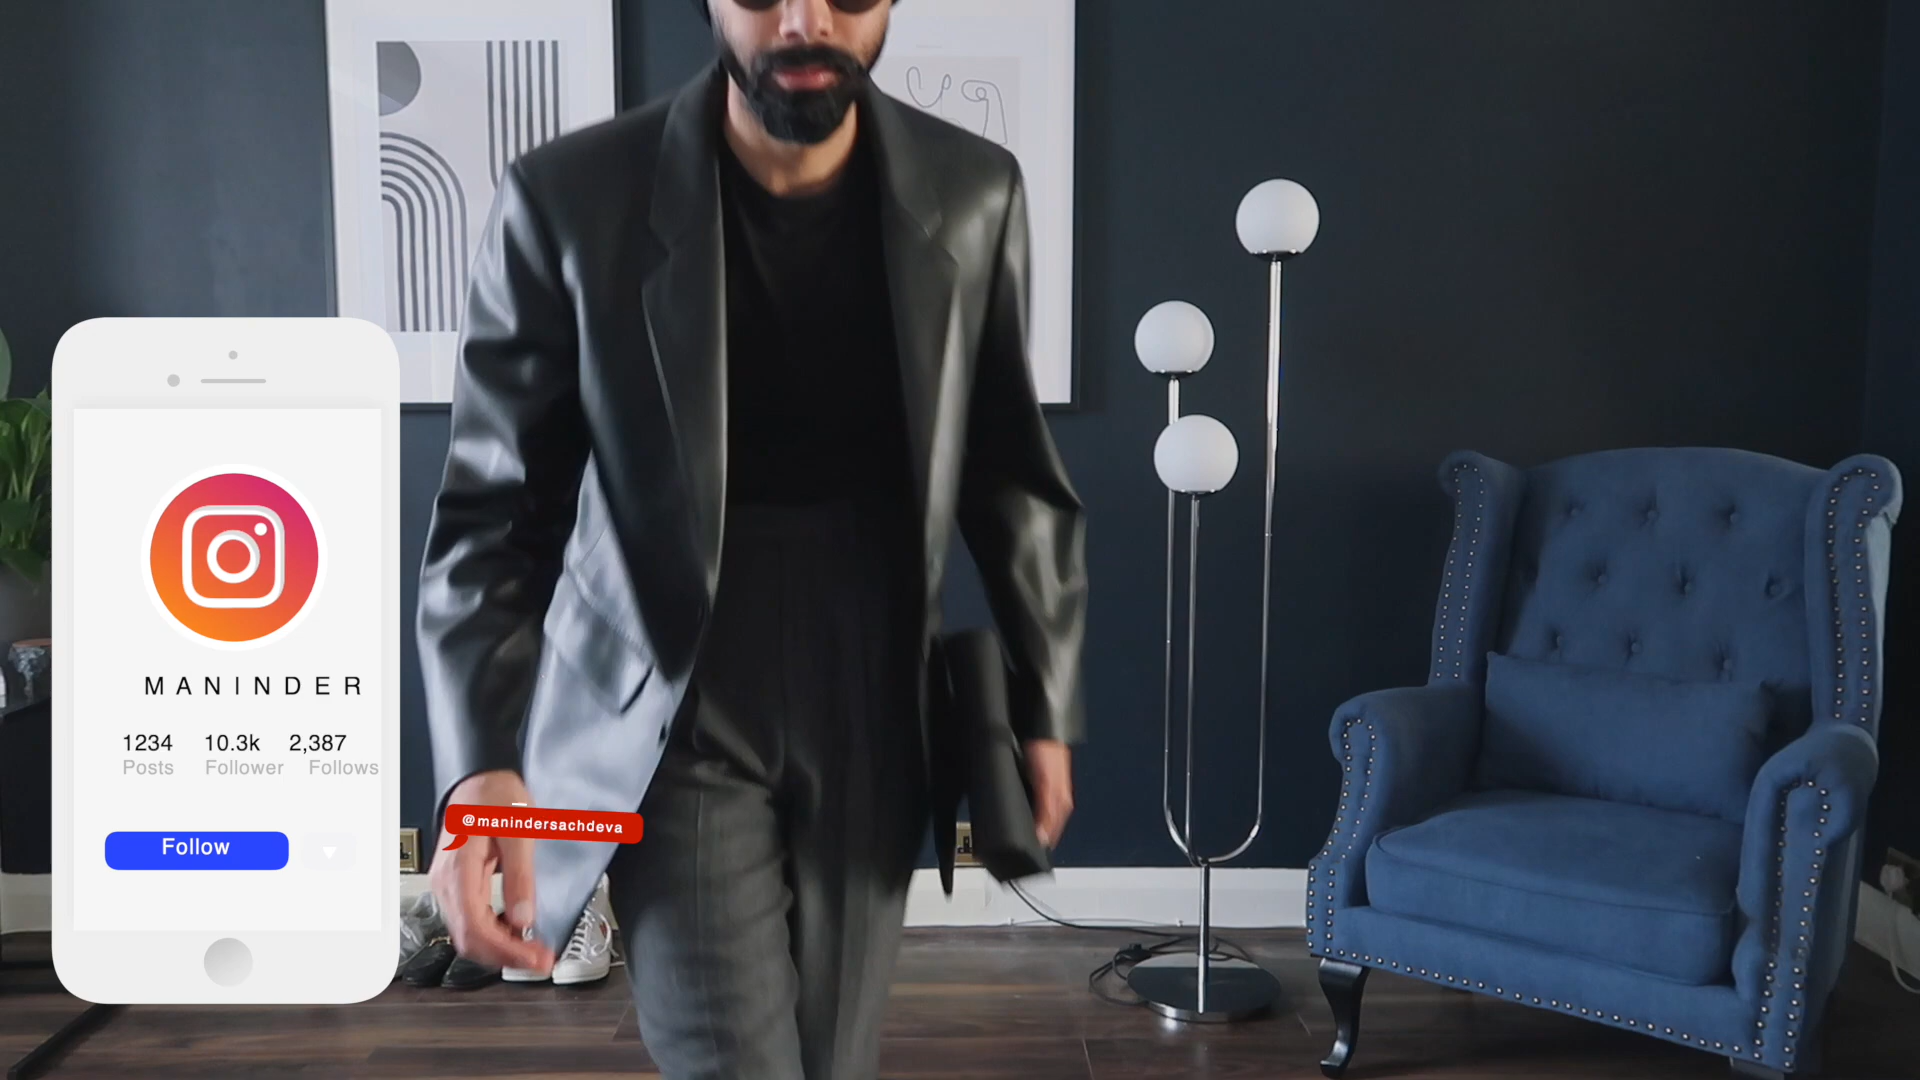 MANINDER
1234 10.3k 2,387
Posts Follower Follows
Follow
@manindersachdeva